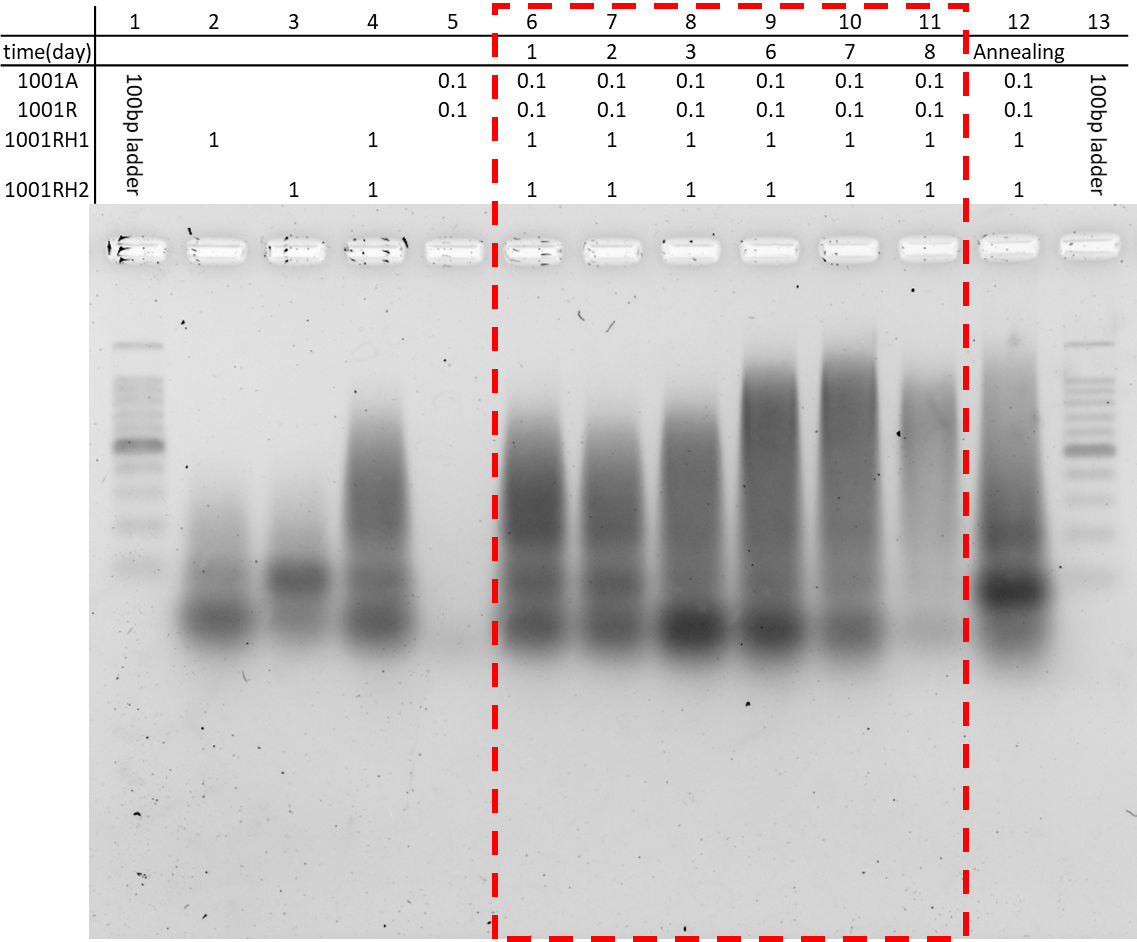 1 2 3 4 5 6 7 8 9 10 11 12 13
time(day) 1 2 3 6 7 8 Annealing
1001A 0.1 0.1 0.1 0.1 0.1 0.1 0.1 0.1
1001R 0.1 0.1 0.1 0.1 0.1 0.1 0.1 0.1
1001RH1 1 1 1 1 1 1 1 1 1
1001RH2 1 1 1 1 1 1 1 1 1
100bp ladder
100bp ladder